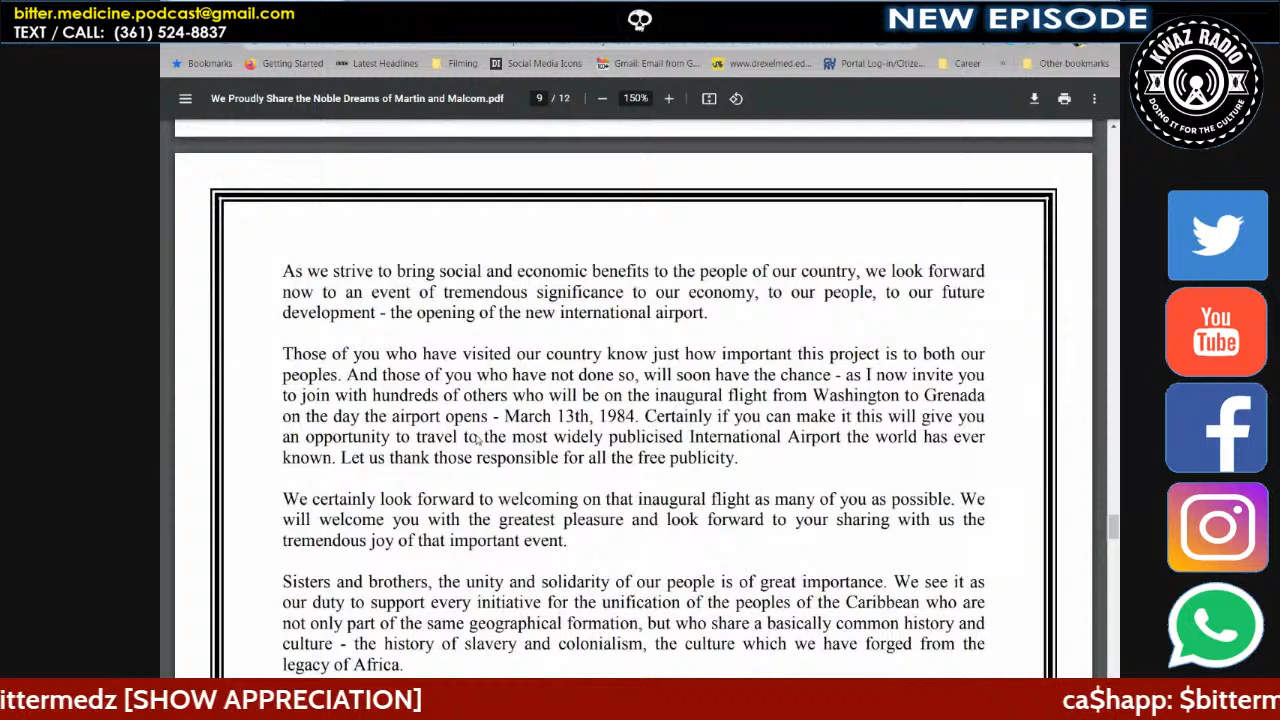 bitter.medicine.podcast@gmail.com
TEXT / CALL: (361) 524-8837
NEW EPISODE
KWAZ RADIO
DOING IT FOR THE CULTURE
Bookmarks
Getting Started
Latest Headlines
Filming
DI Social Media Icons
Gmail: Email from G...
www.drexelmed.ed...
Portal Log-in/Citize...
Career
»
Other bookmarks
We Proudly Share the Noble Dreams of Martin and Malcom.pdf
9 / 12
150%
As we strive to bring social and economic benefits to the people of our country, we look forward
now to an event of tremendous significance to our economy, to our people, to our future
development - the opening of the new international airport.
Those of you who have visited our country know just how important this project is to both our
peoples. And those of you who have not done so, will soon have the chance - as I now invite you
to join with hundreds of others who will be on the inaugural flight from Washington to Grenada
on the day the airport opens - March 13th, 1984. Certainly if you can make it this will give you
an opportunity to travel to the most widely publicised International Airport the world has ever
known. Let us thank those responsible for all the free publicity.
We certainly look forward to welcoming on that inaugural flight as many of you as possible. We
will welcome you with the greatest pleasure and look forward to your sharing with us the
tremendous joy of that important event.
Sisters and brothers, the unity and solidarity of our people is of great importance. We see it as
our duty to support every initiative for the unification of the peoples of the Caribbean who are
not only part of the same geographical formation, but who share a basically common history and
culture - the history of slavery and colonialism, the culture which we have forged from the
legacy of Africa.
You
Tube
ittermedz [SHOW APPRECIATION]
ca$happ: $bitterm